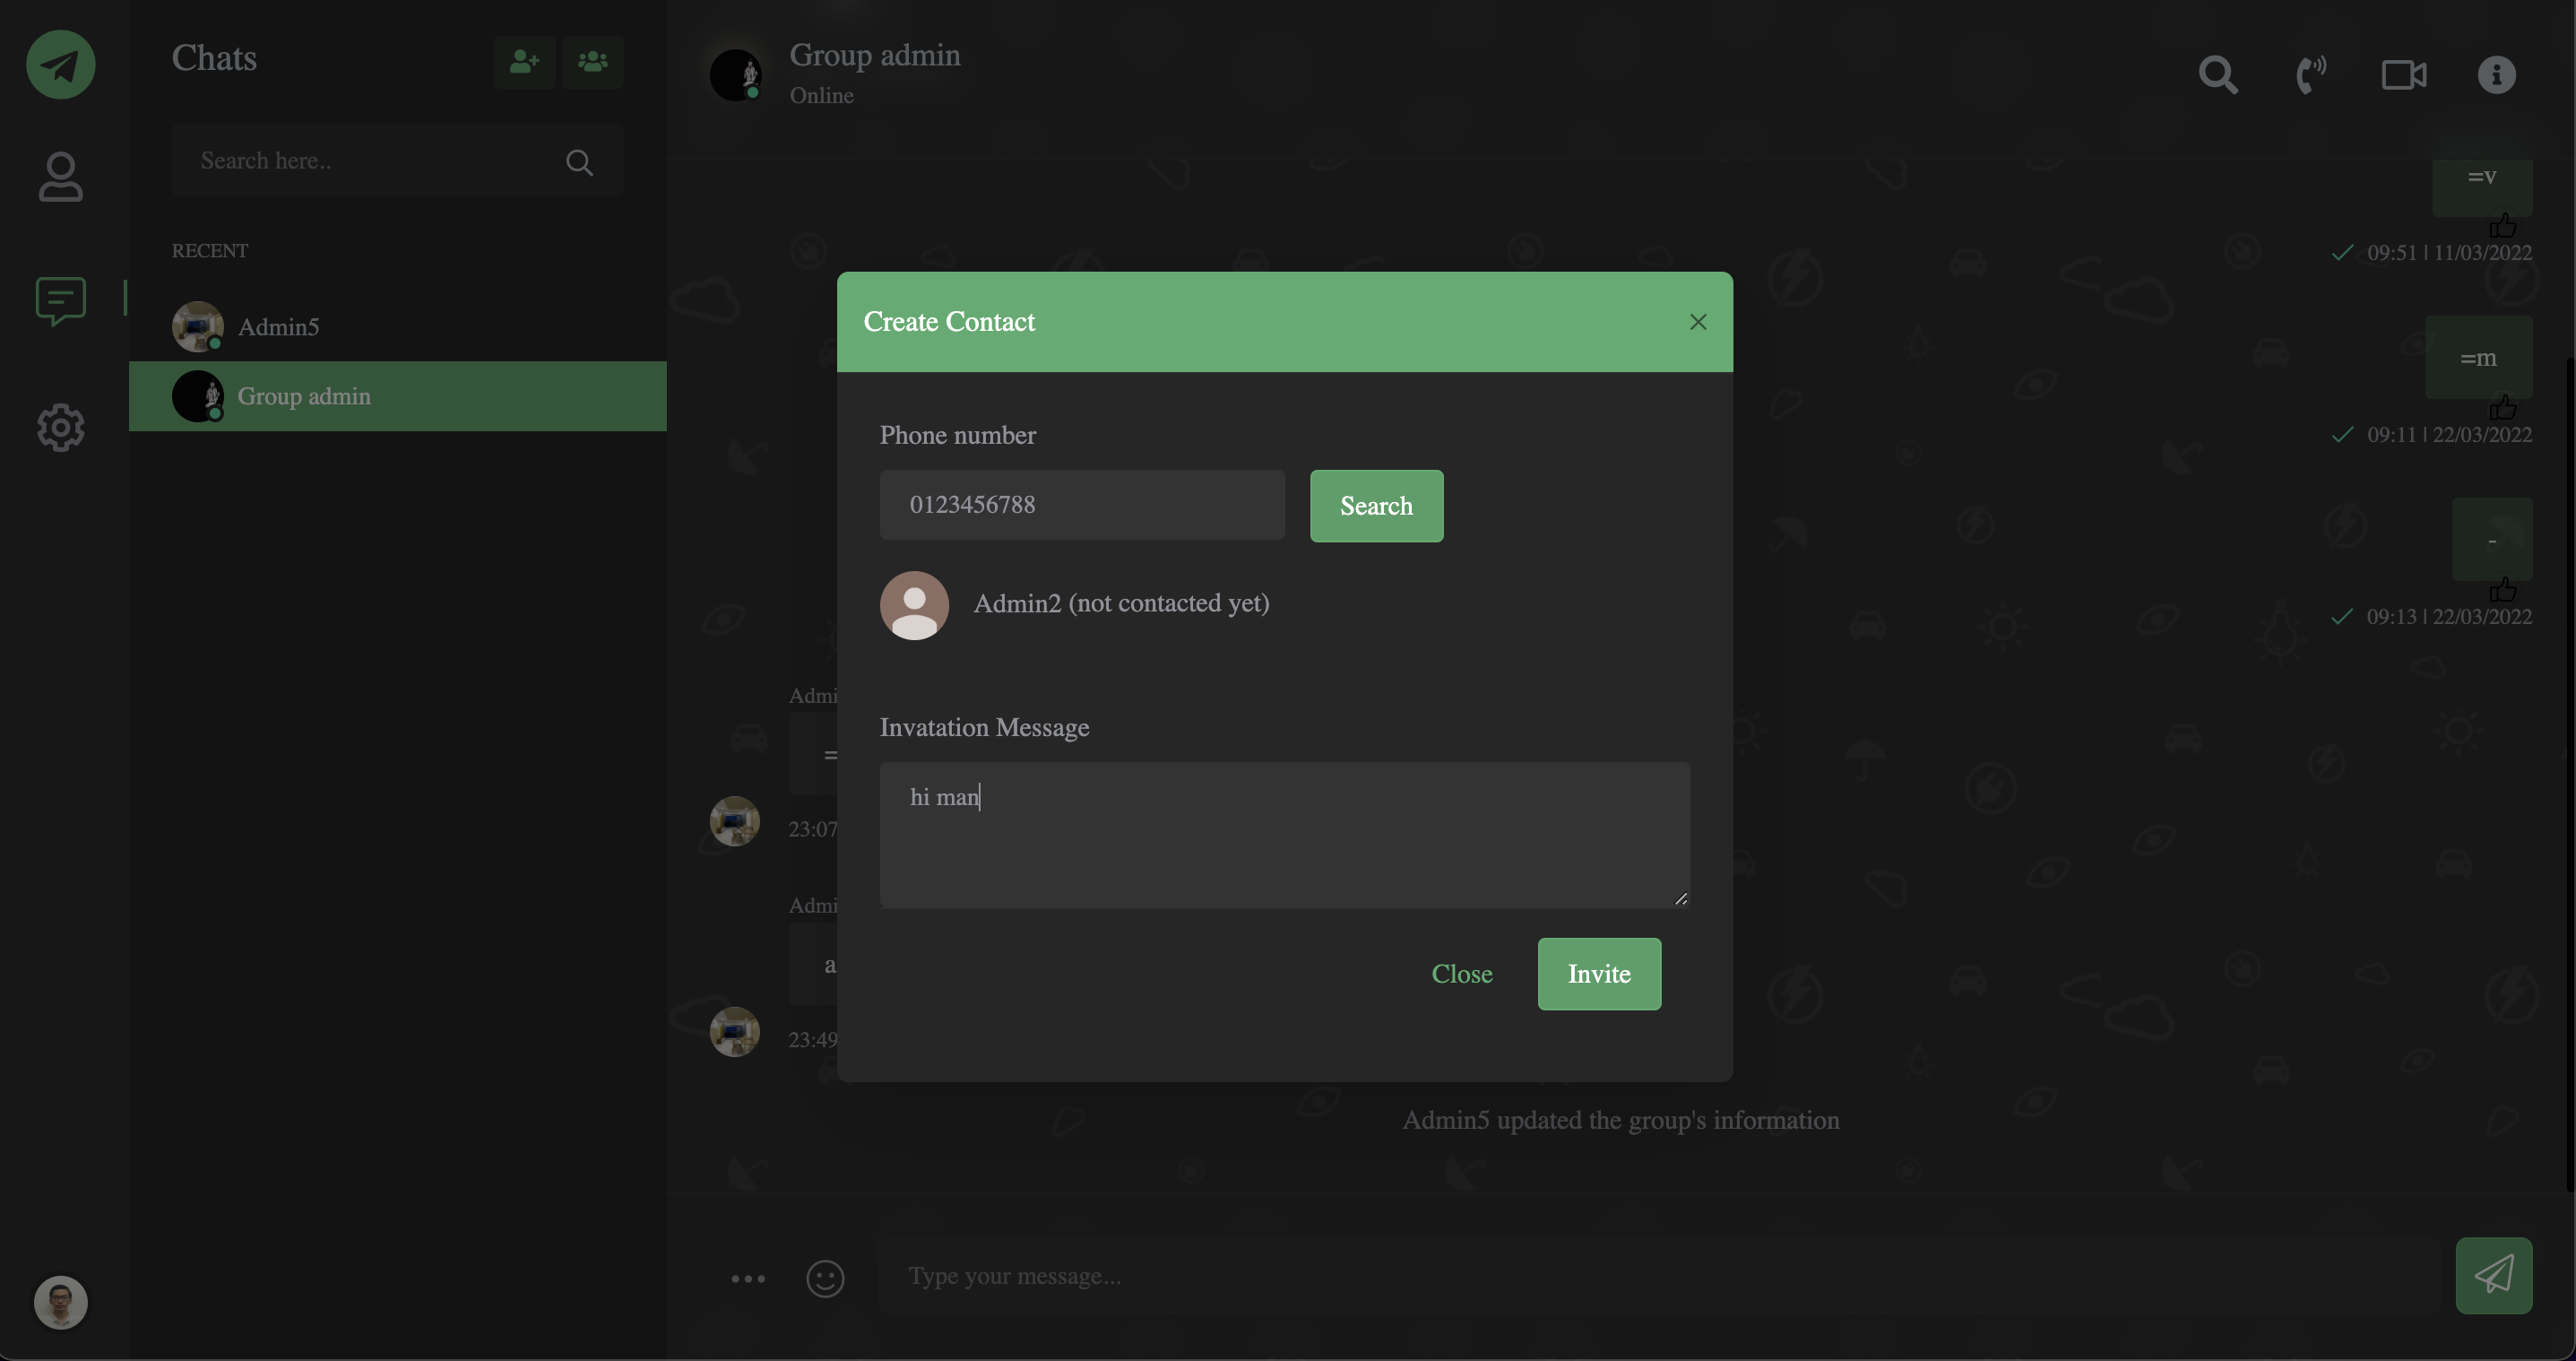 Chats
Search here..
RECENT
Admin5
Group admin
Group admin
Online
=v
09:51 | 11/03/2022
=m
09:11 | 22/03/2022
-
09:13 | 22/03/2022
Admi
=
23:07
Admi
a
23:49
Create Contact
Phone number
0123456788
Search
Admin2 (not contacted yet)
Invatation Message
hi man
Close
Invite
Admin5 updated the group's information
Type your message...